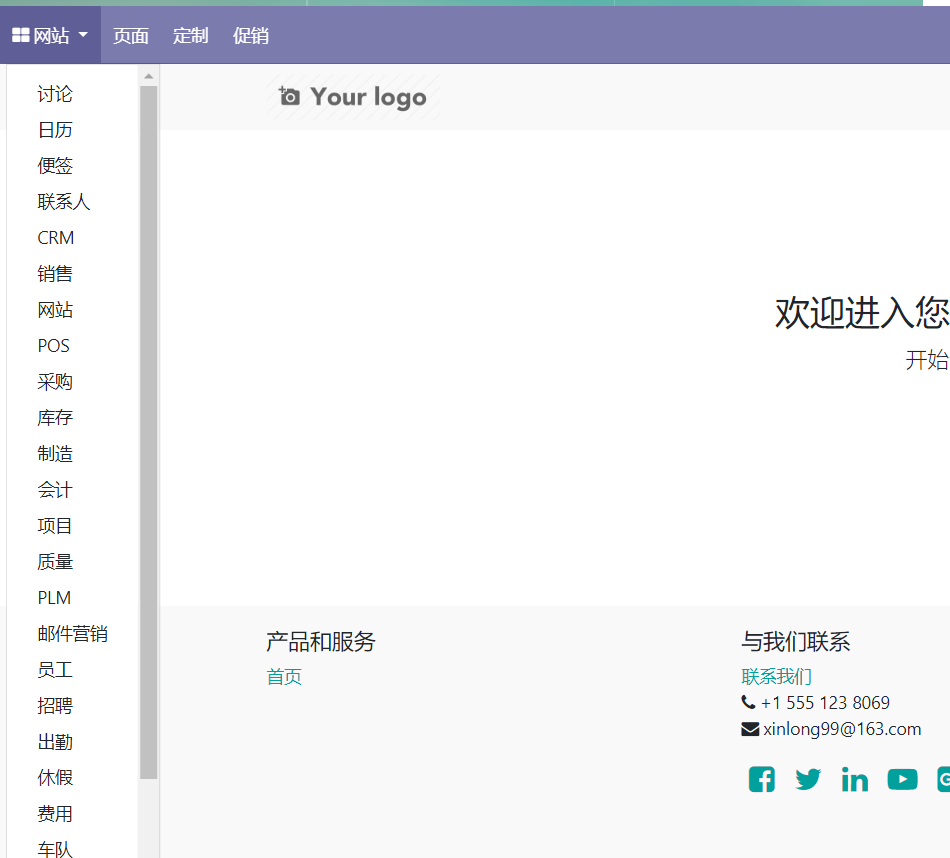 网站 页面 定制 促销
讨论
日历
便签
联系人
CRM
销售
网站
POS
采购
库存
制造
会计
项目
质量
PLM
邮件营销
员工
招聘
出勤
休假
费用
车队
Your logo
欢迎进入您
开始
产品和服务
首页
与我们联系
联系我们
+1 555 123 8069
xinlong99@163.com